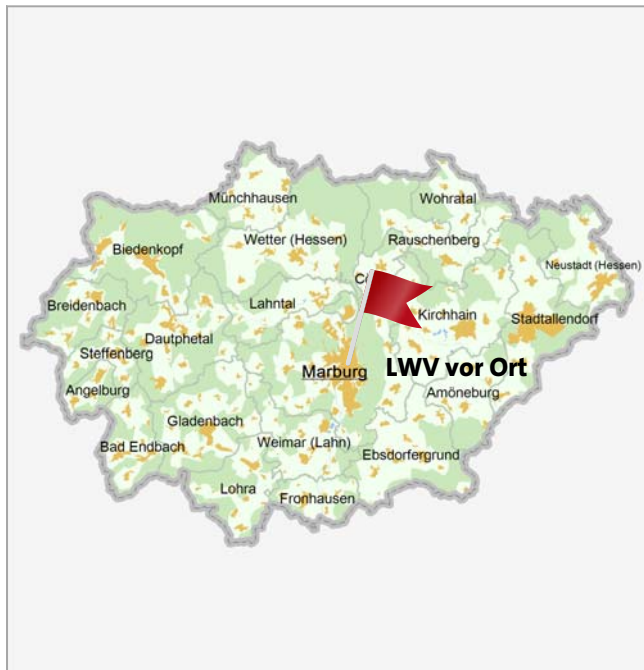 Münchhausen
Wohratal
Biedenkopf
Wetter (Hessen)
Rauschenberg
Neustadt (Hessen)
Breidenbach
Lahntal
Kirchhain
Stadtallendorf
Dautphetal
Steffenberg
Marburg
LWV vor Ort
Angelburg
Amöneburg
Gladenbach
Bad Endbach
Weimar (Lahn)
Ebsdorfergrund
Lohra
Fronhausen